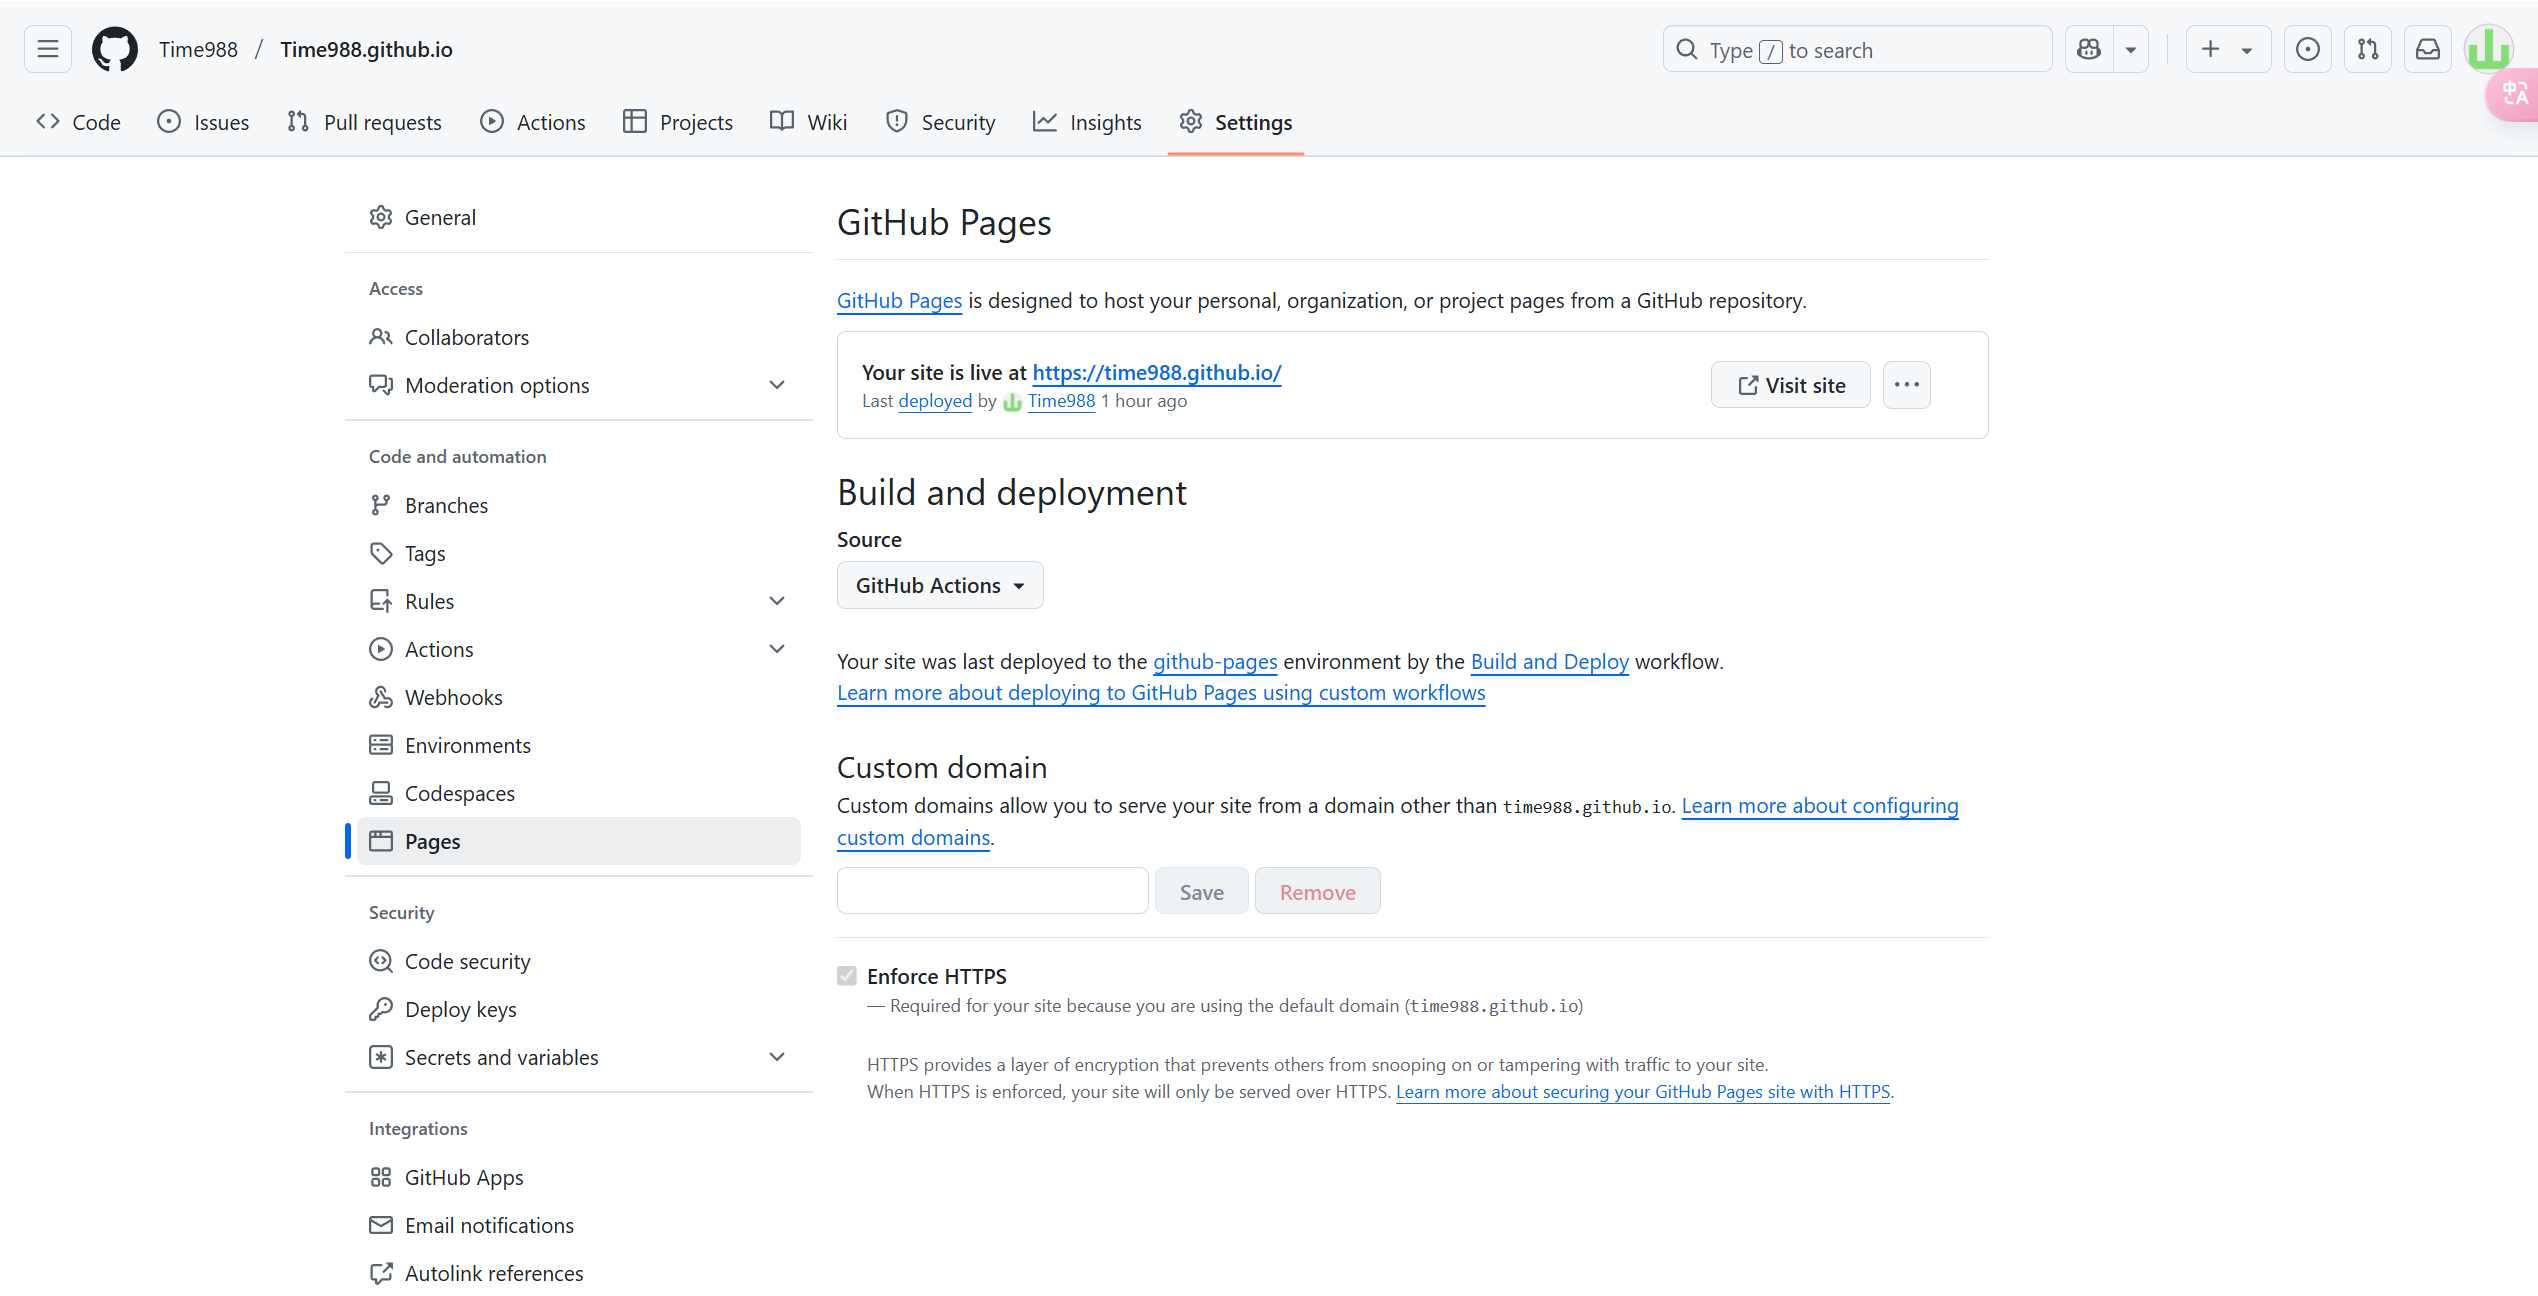 Time988 / Time988.github.io
Type / to search
Code Issues Pull requests Actions Projects Wiki Security Insights Settings
中A
General
Access
Collaborators
Moderation options
Code and automation
Branches
Tags
Rules
Actions
Webhooks
Environments
Codespaces
Pages
Security
Code security
Deploy keys
Secrets and variables
Integrations
GitHub Apps
Email notifications
Autolink references
GitHub Pages
GitHub Pages is designed to host your personal, organization, or project pages from a GitHub repository.
Your site is live at https://time988.github.io/
Last deployed by Time988 1 hour ago
Visit site
Build and deployment
Source
GitHub Actions
Your site was last deployed to the github-pages environment by the Build and Deploy workflow.
Learn more about deploying to GitHub Pages using custom workflows
Custom domain
Custom domains allow you to serve your site from a domain other than time988.github.io. Learn more about configuring
custom domains.
Save Remove
Enforce HTTPS
— Required for your site because you are using the default domain (time988.github.io)
HTTPS provides a layer of encryption that prevents others from snooping on or tampering with traffic to your site.
When HTTPS is enforced, your site will only be served over HTTPS. Learn more about securing your GitHub Pages site with HTTPS.